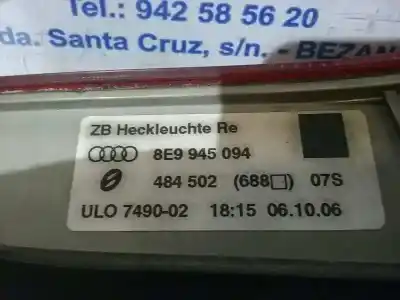 Tel.: 942 58 56 20
da. Santa Cruz, s/n. - BEZAN
ZB Heckleuchte Re
8E9 945 094
484 502 (688□) 07S
ULO 7490-02 18:15 06.10.06